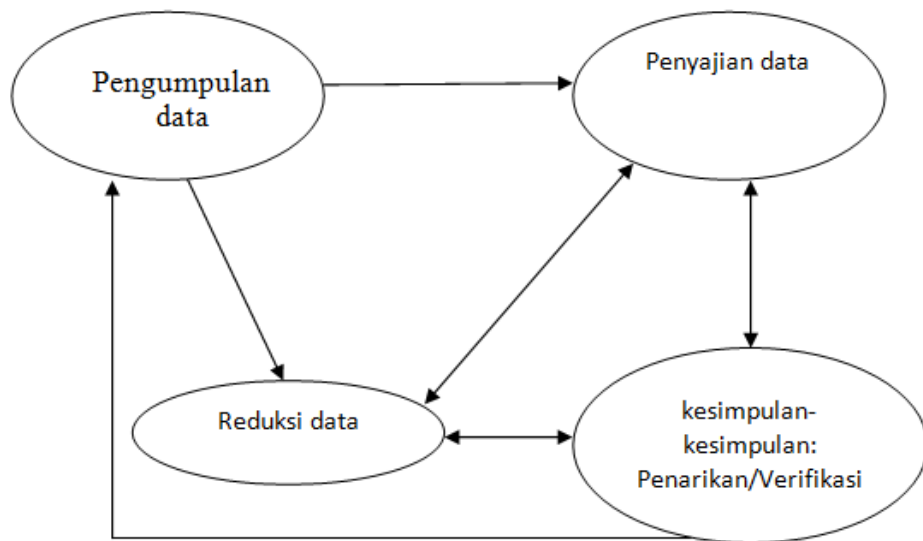 Pengumpulan
data
Penyajian data
Reduksi data
kesimpulan-
kesimpulan:
Penarikan/Verifikasi